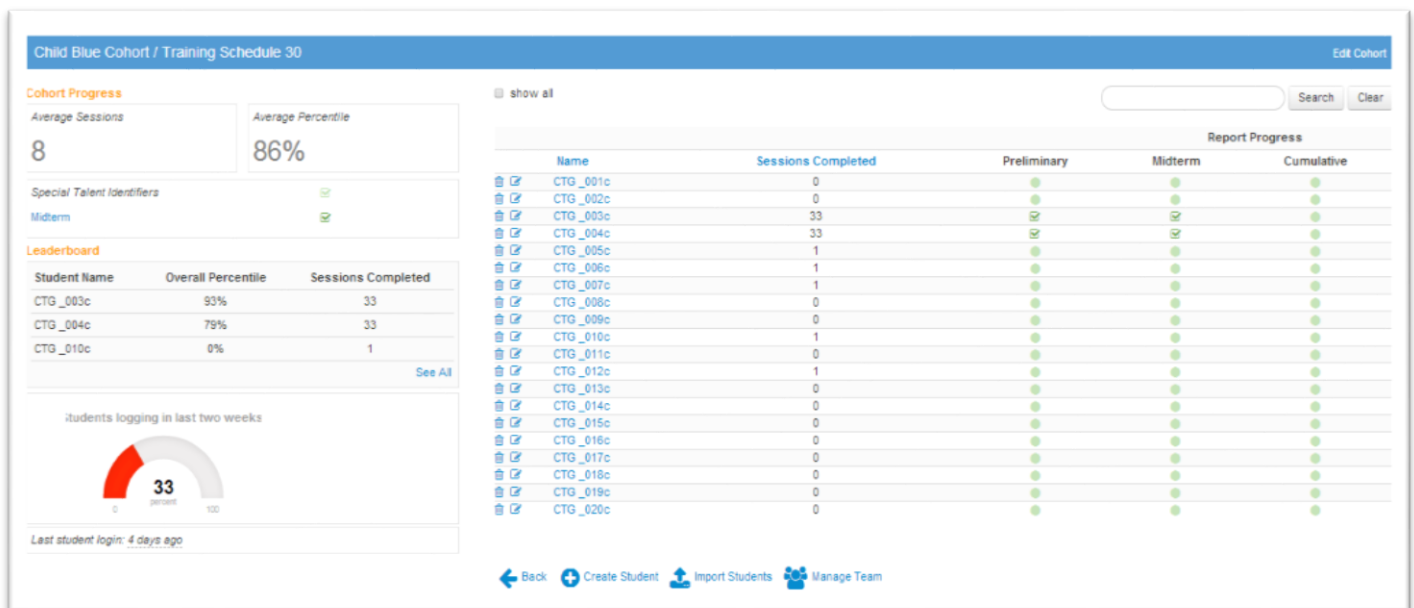 Child Blue Cohort / Training Schedule 30 Edit Cohort
Cohort Progress
Average Sessions Average Percentile
8 86%
Special Talent Identifiers
Midterm
Leaderboard
Student Name Overall Percentile Sessions Completed
CTG _003c 93% 33
CTG _004c 79% 33
CTG _010c 0% 1
See All
Students logging in last two weeks
33
percent
0 100
Last student login: 4 days ago
show all Search Clear
Report Progress
Name Sessions Completed Preliminary Midterm Cumulative
CTG _001c 0
CTG _002c 0
CTG _003c 33
CTG _004c 33
CTG _005c 1
CTG _006c 1
CTG _007c 1
CTG _008c 0
CTG _009c 0
CTG _010c 1
CTG _011c 0
CTG _012c 1
CTG _013c 0
CTG _014c 0
CTG _015c 0
CTG _016c 0
CTG _017c 0
CTG _018c 0
CTG _019c 0
CTG _020c 0
Back Create Student Import Students Manage Team